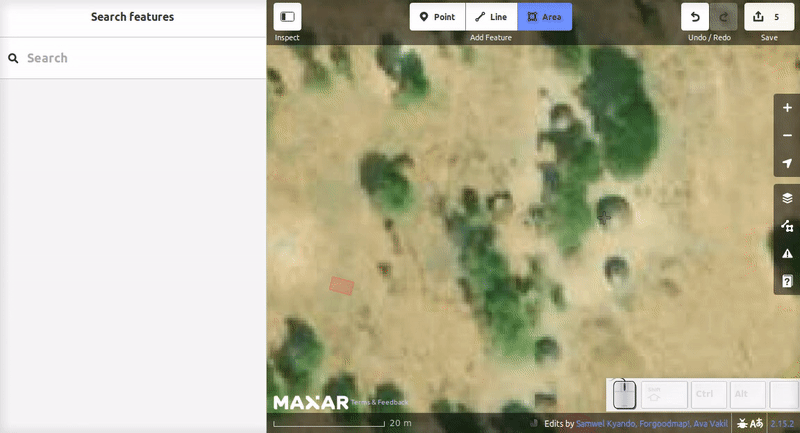 Search features
Search
Inspect
Point
Line
Area
Add Feature
Undo / Redo
5
Save
MAXAR
Terms & Feedback
20 m
Ctrl
Alt
Edits by Samwel Kyando, Forgoodmap!, Ava Vakil
2.15.2